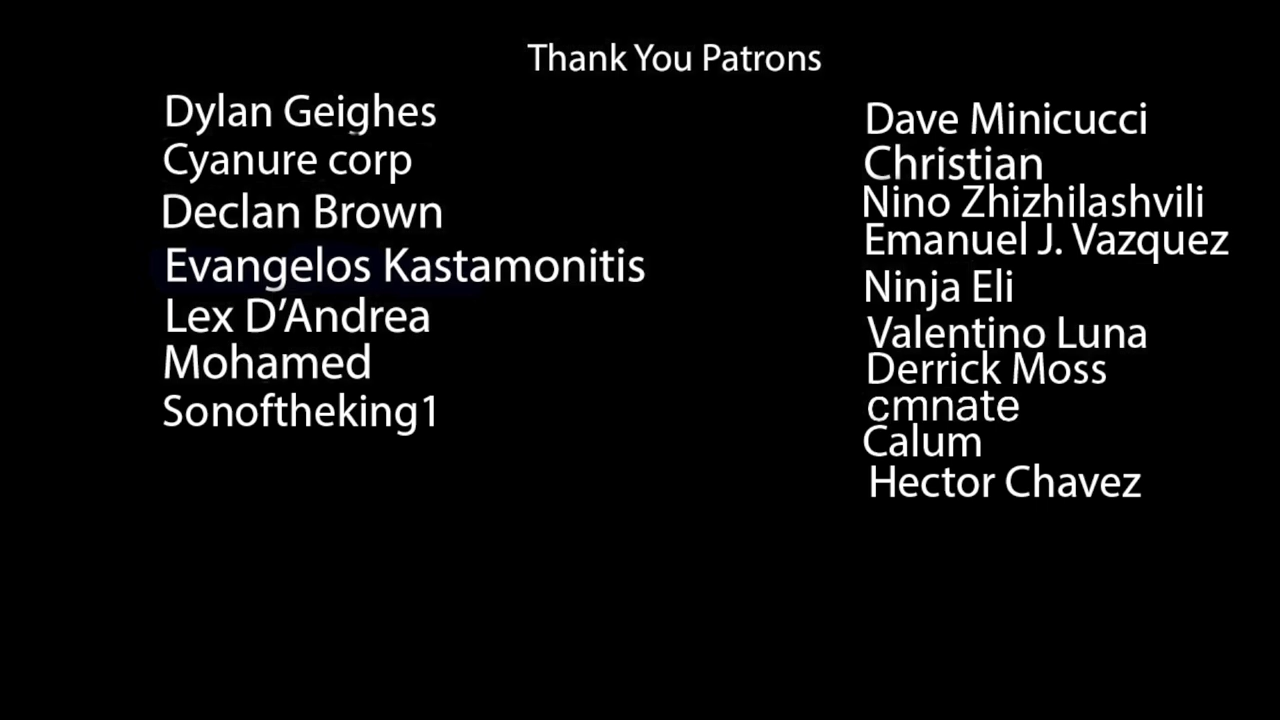 Thank You Patrons
Dylan Geighes
Cyanure corp
Declan Brown
Evangelos Kastamonitis
Lex D’Andrea
Mohamed
Sonoftheking1
Dave Minicucci
Christian
Nino Zhizhilashvili
Emanuel J. Vazquez
Ninja Eli
Valentino Luna
Derrick Moss
cmnate
Calum
Hector Chavez